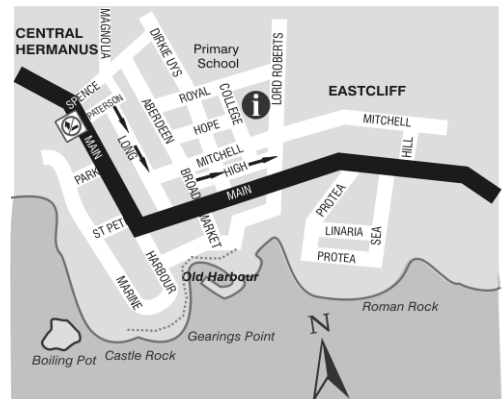 MAGNOLIA
CENTRAL
HERMANUS
DIRKIE UYS
Primary
School
LORD ROBERTS
SPENCE
PATERSON
ROYAL
COLLEGE
i
EASTCLIFF
ABERDEEN
HOPE
MITCHELL
MAIN
LONG
MITCHELL
HILL
HIGH
PARK
BROAD
MAIN
MARKET
PROTEA
ST PET
LINARIA
SEA
HARBOUR
PROTEA
MARINE
Old Harbour
Roman Rock
N
Gearings Point
Boiling Pot
Castle Rock